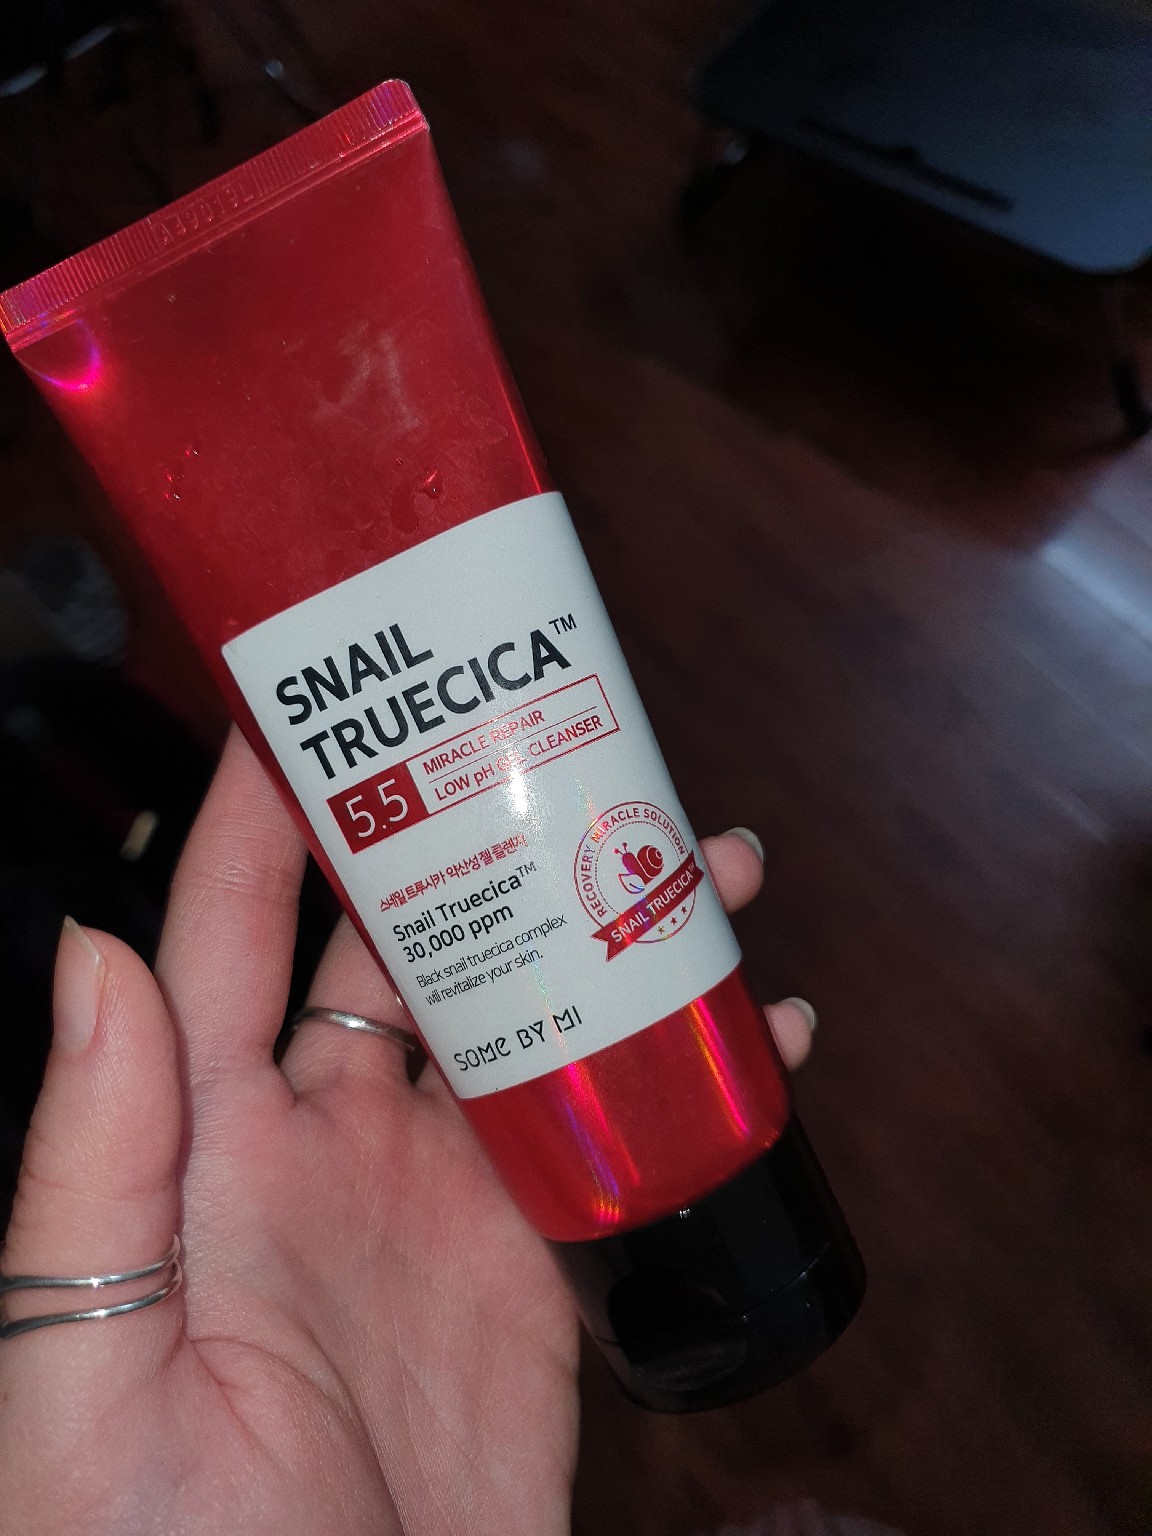 SNAIL
TRUECICA™
5.5
MIRACLE REPAIR
LOW pH GEL CLEANSER
스네일 트루시카 약산성 젤 클렌저
Snail Truecica™
30,000 ppm
Black snail truecica complex
will revitalize your skin.
RECOVERY MIRACLE SOLUTION
SNAIL TRUECICA™
SOME BY MI